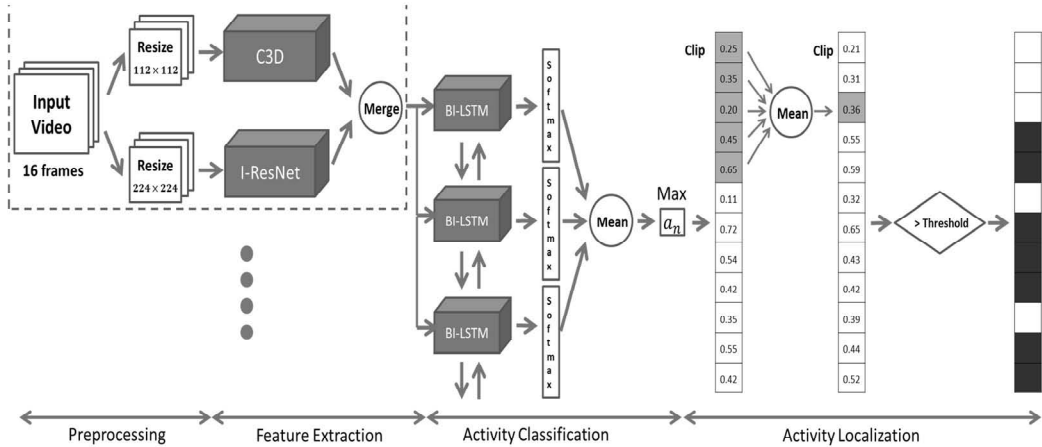 Input
Video
16 frames
Resize
112×112
Resize
224×224
C3D
I-ResNet
Merge
BI-LSTM
BI-LSTM
BI-LSTM
Softmax
Softmax
Softmax
Mean
Max
aₙ
Clip
0.25
0.35
0.20
0.45
0.65
0.11
0.72
0.54
0.42
0.35
0.55
0.42
Mean
Clip
0.21
0.31
0.36
0.55
0.59
0.32
0.65
0.43
0.42
0.39
0.44
0.52
> Threshold
Preprocessing
Feature Extraction
Activity Classification
Activity Localization